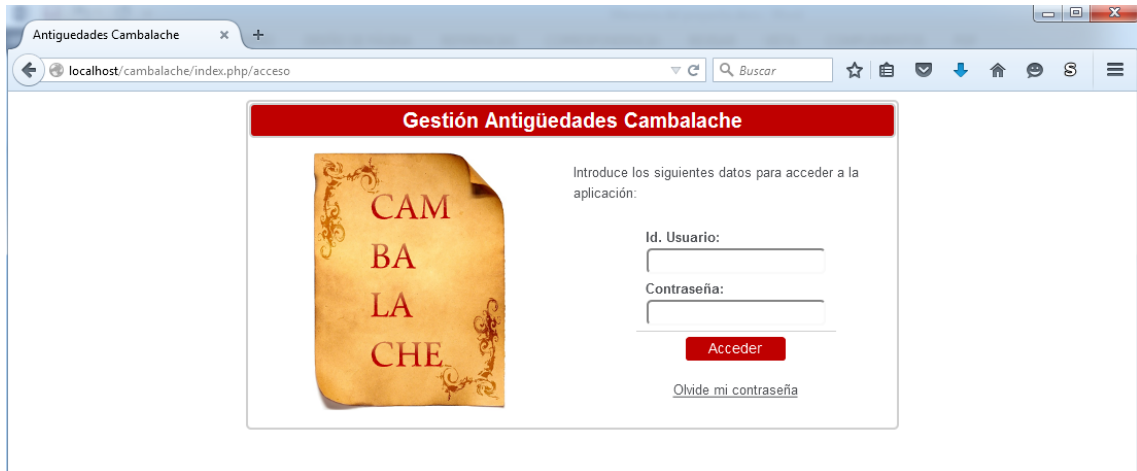 Antiguedades Cambalache
localhost/cambalache/index.php/acceso
Buscar
S
Gestión Antigüedades Cambalache
CAM
BA
LA
CHE
Introduce los siguientes datos para acceder a la
aplicación:
Id. Usuario:
Contraseña:
Acceder
Olvide mi contraseña